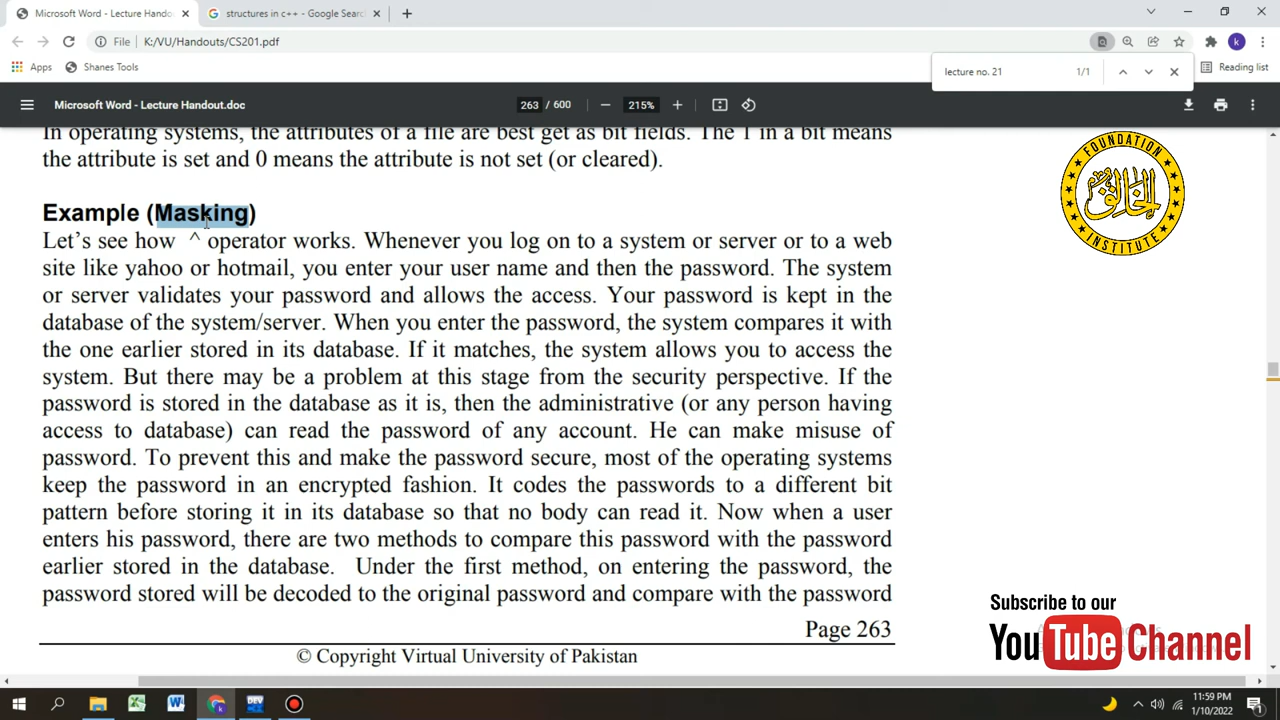 Microsoft Word - Lecture Hando
structures in c++ - Google Searc
File
K:/VU/Handouts/CS201.pdf
Apps
Shanes Tools
lecture no. 21
1/1
Reading list
Microsoft Word - Lecture Handout.doc
263 / 600
215%
In operating systems, the attributes of a file are best get as bit fields. The 1 in a bit means
the attribute is set and 0 means the attribute is not set (or cleared).
Example (Masking)
Let's see how ^ operator works. Whenever you log on to a system or server or to a web
site like yahoo or hotmail, you enter your user name and then the password. The system
or server validates your password and allows the access. Your password is kept in the
database of the system/server. When you enter the password, the system compares it with
the one earlier stored in its database. If it matches, the system allows you to access the
system. But there may be a problem at this stage from the security perspective. If the
password is stored in the database as it is, then the administrative (or any person having
access to database) can read the password of any account. He can make misuse of
password. To prevent this and make the password secure, most of the operating systems
keep the password in an encrypted fashion. It codes the passwords to a different bit
pattern before storing it in its database so that no body can read it. Now when a user
enters his password, there are two methods to compare this password with the password
earlier stored in the database. Under the first method, on entering the password, the
password stored will be decoded to the original password and compare with the password
Page 263
© Copyright Virtual University of Pakistan
FOUNDATION
INSTITUTE
Subscribe to our
YouTube Channel
DEV
11:59 PM
1/10/2022